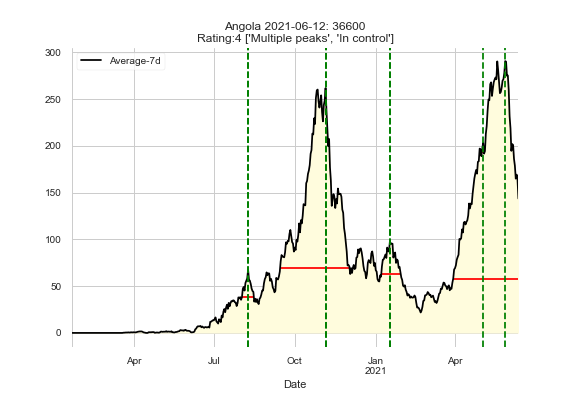 Angola 2021-06-12: 36600
Rating:4 ['Multiple peaks', 'In control']
Average-7d
300
250
200
150
100
50
0
Apr
Jul
Oct
Jan
2021
Apr
Date